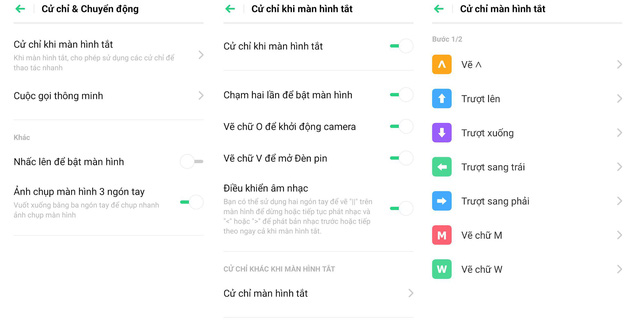 Cử chỉ & Chuyển động
Cử chỉ khi màn hình tắt
Khi màn hình tắt, cho phép sử dụng các cử chỉ để
thao tác nhanh
Cuộc gọi thông minh
Khác
Nhấc lên để bật màn hình
Ảnh chụp màn hình 3 ngón tay
Vuốt xuống bằng ba ngón tay để chụp nhanh
ảnh chụp màn hình
Cử chỉ khi màn hình tắt
Cử chỉ khi màn hình tắt
Chạm hai lần để bật màn hình
Vẽ chữ O để khởi động camera
Vẽ chữ V để mở Đèn pin
Điều khiển âm nhạc
Bạn có thể sử dụng hai ngón tay để vẽ "||" trên
màn hình để dừng hoặc tiếp tục phát nhạc và
"<" hoặc ">" để phát bản nhạc trước hoặc tiếp
theo ngay cả khi màn hình tắt.
CỬ CHỈ KHÁC KHI MÀN HÌNH TẮT
Cử chỉ màn hình tắt
Cử chỉ màn hình tắt
Bước 1/2
Vẽ ∧
Trượt lên
Trượt xuống
Trượt sang trái
Trượt sang phải
M Vẽ chữ M
W Vẽ chữ W